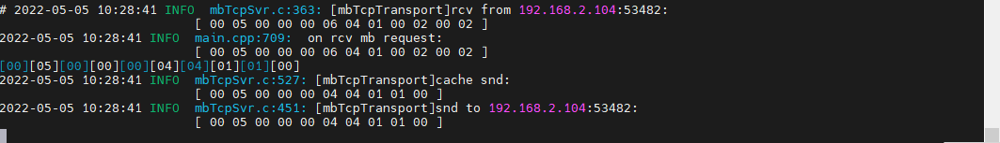 # 2022-05-05 10:28:41 INFO  mbTcpSvr.c:363: [mbTcpTransport]rcv from 192.168.2.104:53482:
[ 00 05 00 00 00 06 04 01 00 02 00 02 ]
2022-05-05 10:28:41 INFO  main.cpp:709:  on rcv mb request:
[ 00 05 00 00 00 06 04 01 00 02 00 02 ]
[00][05][00][00][00][04][04][01][01][00]
2022-05-05 10:28:41 INFO  mbTcpSvr.c:527: [mbTcpTransport]cache snd:
[ 00 05 00 00 00 04 04 01 01 00 ]
2022-05-05 10:28:41 INFO  mbTcpSvr.c:451: [mbTcpTransport]snd to 192.168.2.104:53482:
[ 00 05 00 00 00 04 04 01 01 00 ]